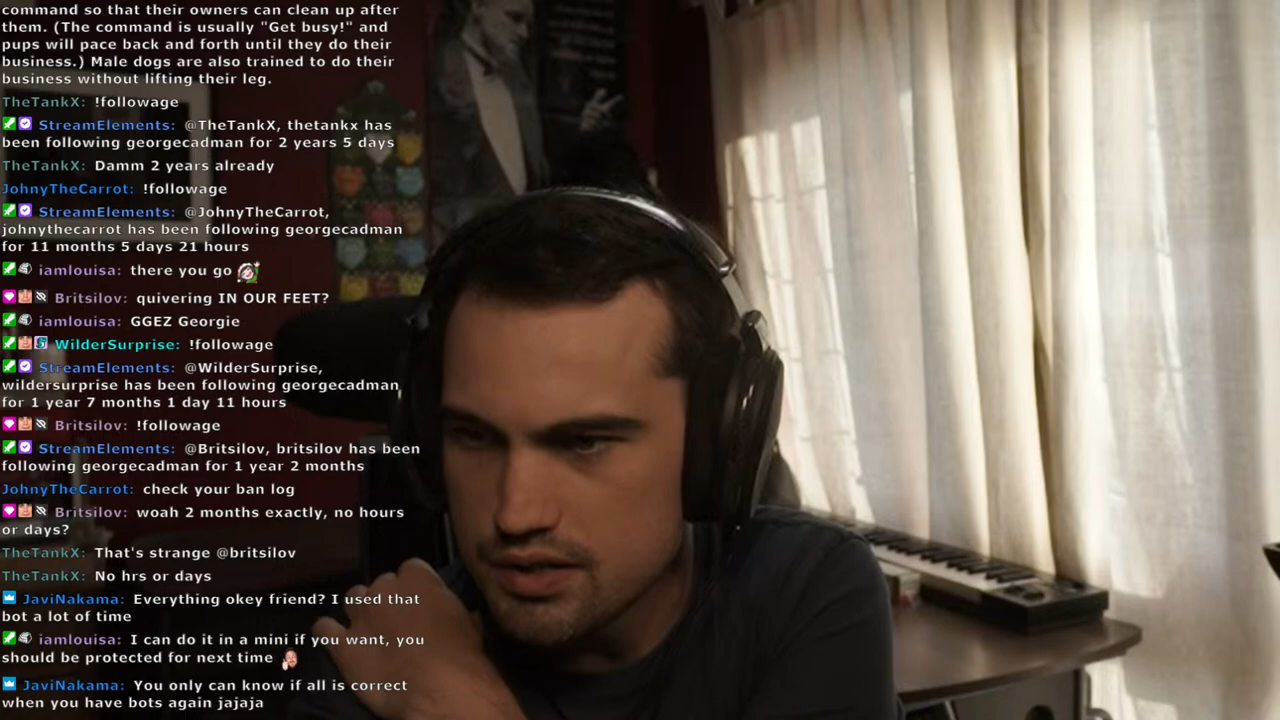 command so that their owners can clean up after
them. (The command is usually "Get busy!" and
pups will pace back and forth until they do their
business.) Male dogs are also trained to do their
business without lifting their leg.
TheTankX: !followage
StreamElements: @TheTankX, thetankx has
been following georgecadman for 2 years 5 days
TheTankX: Damm 2 years already
JohnyTheCarrot: !followage
StreamElements: @JohnyTheCarrot,
johnythecarrot has been following georgecadman
for 11 months 5 days 21 hours
iamlouisa: there you go
Britsilov: quivering IN OUR FEET?
iamlouisa: GGEZ Georgie
WilderSurprise: !followage
StreamElements: @WilderSurprise,
wildersurprise has been following georgecadman
for 1 year 7 months 1 day 11 hours
Britsilov: !followage
StreamElements: @Britsilov, britsilov has been
following georgecadman for 1 year 2 months
JohnyTheCarrot: check your ban log
Britsilov: woah 2 months exactly, no hours
or days?
TheTankX: That's strange @britsilov
TheTankX: No hrs or days
JaviNakama: Everything okey friend? I used that
bot a lot of time
iamlouisa: I can do it in a mini if you want, you
should be protected for next time
JaviNakama: You only can know if all is correct
when you have bots again jajaja